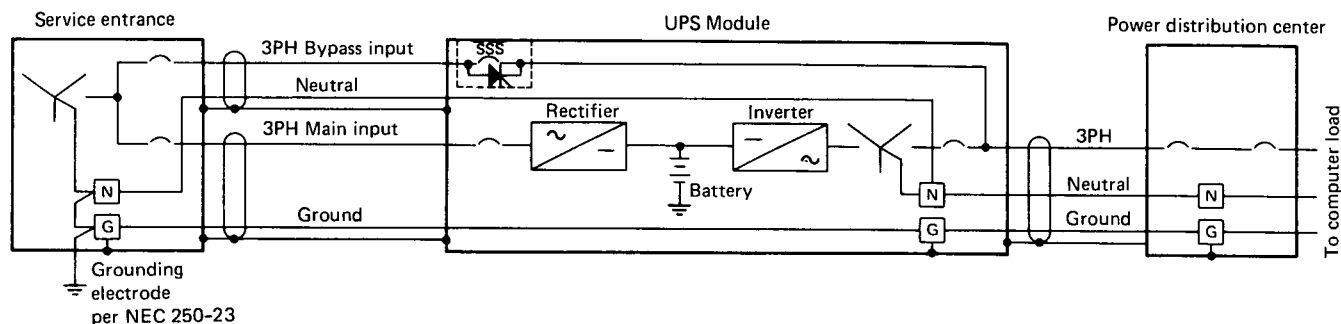 Service entrance
UPS Module
Power distribution center
3PH Bypass input
SSS
Neutral
Rectifier
Inverter
3PH Main input
3PH
Battery
N
N
Neutral
N
Ground
Ground
G
G
G
To computer load
Grounding
electrode
per NEC 250-23